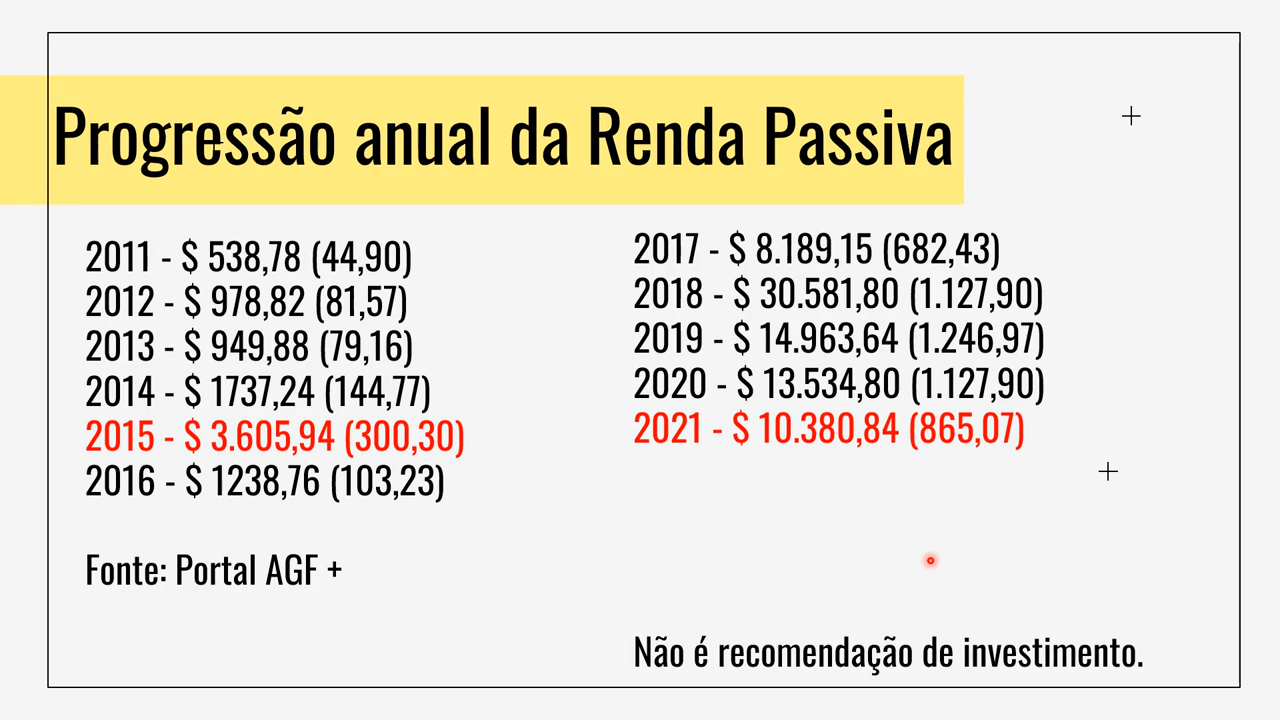 Progressão anual da Renda Passiva
2011 - $ 538,78 (44,90)
2012 - $ 978,82 (81,57)
2013 - $ 949,88 (79,16)
2014 - $ 1737,24 (144,77)
2015 - $ 3.605,94 (300,30)
2016 - $ 1238,76 (103,23)
Fonte: Portal AGF +
2017 - $ 8.189,15 (682,43)
2018 - $ 30.581,80 (1.127,90)
2019 - $ 14.963,64 (1.246,97)
2020 - $ 13.534,80 (1.127,90)
2021 - $ 10.380,84 (865,07)
Não é recomendação de investimento.